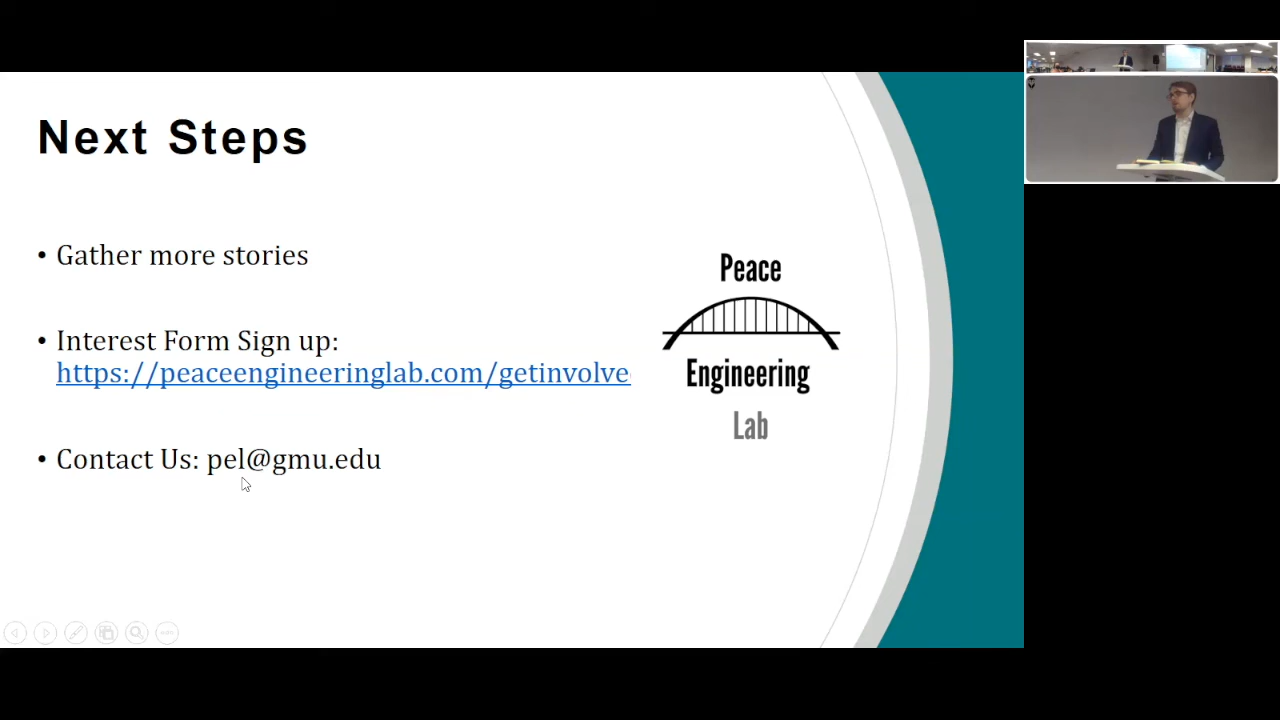 Next Steps
• Gather more stories
• Interest Form Sign up:
https://peaceengineeringlab.com/getinvolve
• Contact Us: pel@gmu.edu
Peace
Engineering
Lab